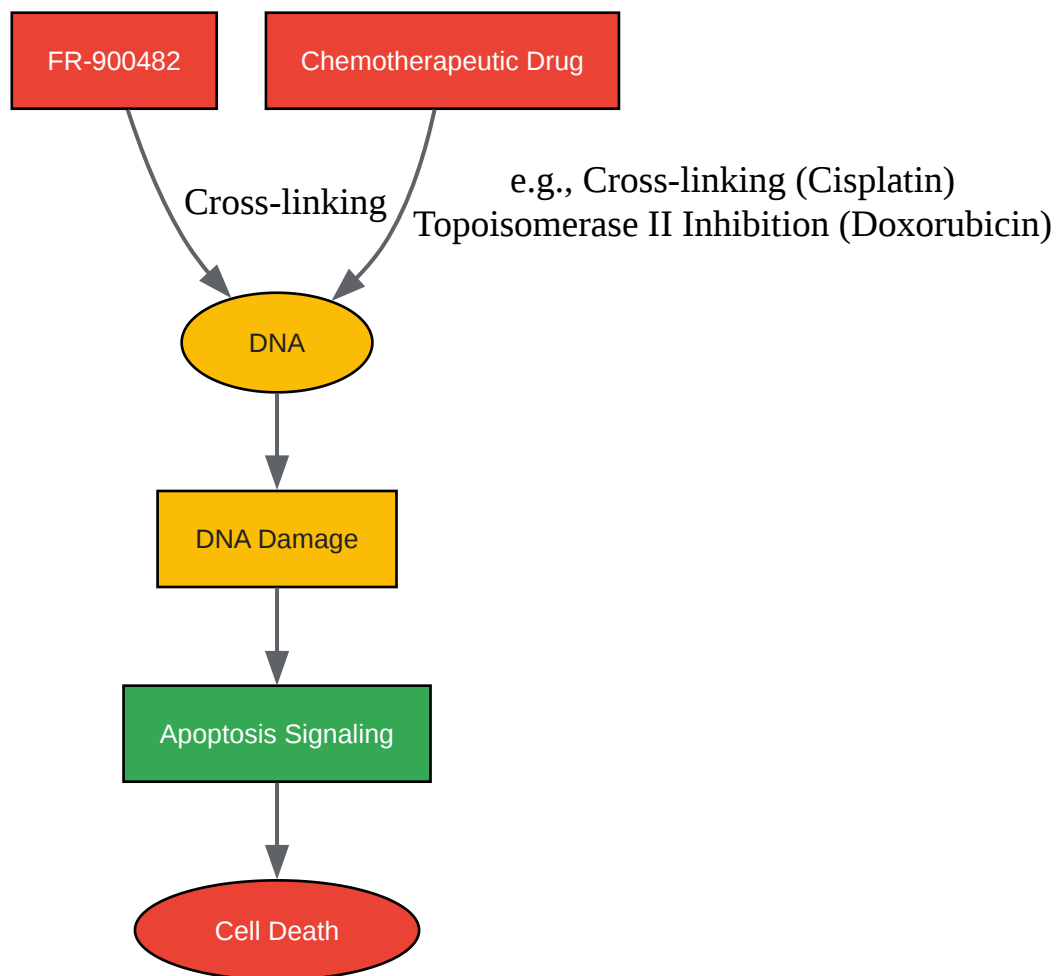 FR-900482
Chemotherapeutic Drug
Cross-linking
e.g., Cross-linking (Cisplatin)
Topoisomerase II Inhibition (Doxorubicin)
DNA
DNA Damage
Apoptosis Signaling
Cell Death